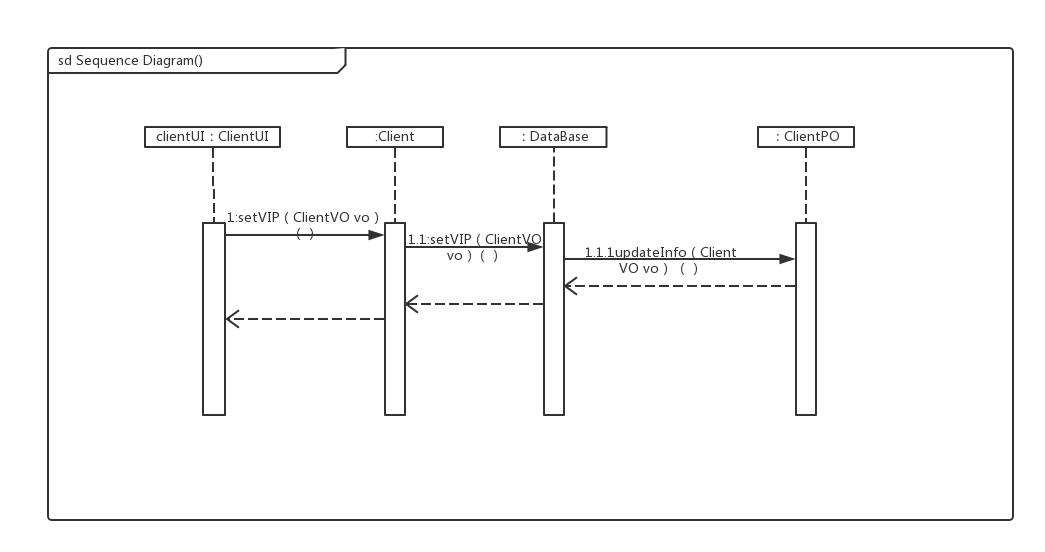 sd Sequence Diagram()
clientUI : ClientUI
:Client
: DataBase
: ClientPO
1:setVIP ( ClientVO vo )
( )
1.1:setVIP ( ClientVO
vo ) ( )
1.1.1updateInfo ( Client
VO vo ) ( )